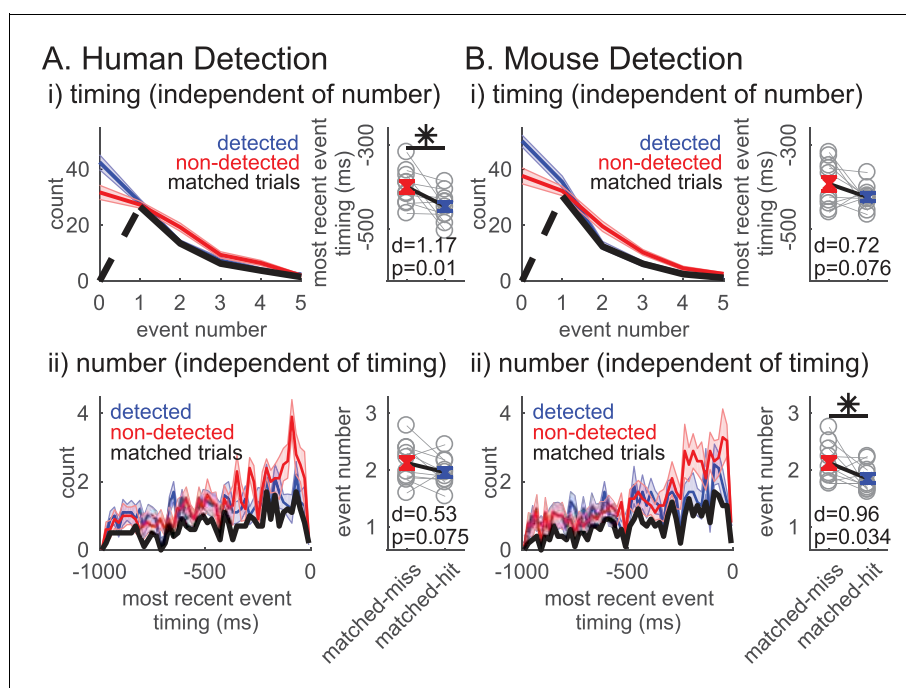 A. Human Detection
i) timing (independent of number)
detected
non-detected
matched trials
count
40
20
0
0 1 2 3 4 5
event number
most recent event
timing (ms)
-300
-500
*
d=1.17
p=0.01
ii) number (independent of timing)
detected
non-detected
matched trials
count
4
2
0
-1000 -500 0
most recent event
timing (ms)
event number
3
2
1
d=0.53
p=0.075
matched-miss
matched-hit
B. Mouse Detection
i) timing (independent of number)
detected
non-detected
matched trials
count
40
20
0
0 1 2 3 4 5
event number
most recent event
timing (ms)
-300
-500
d=0.72
p=0.076
ii) number (independent of timing)
detected
non-detected
matched trials
count
4
2
0
-1000 -500 0
most recent event
timing (ms)
event number
3
2
1
*
d=0.96
p=0.034
matched-miss
matched-hit